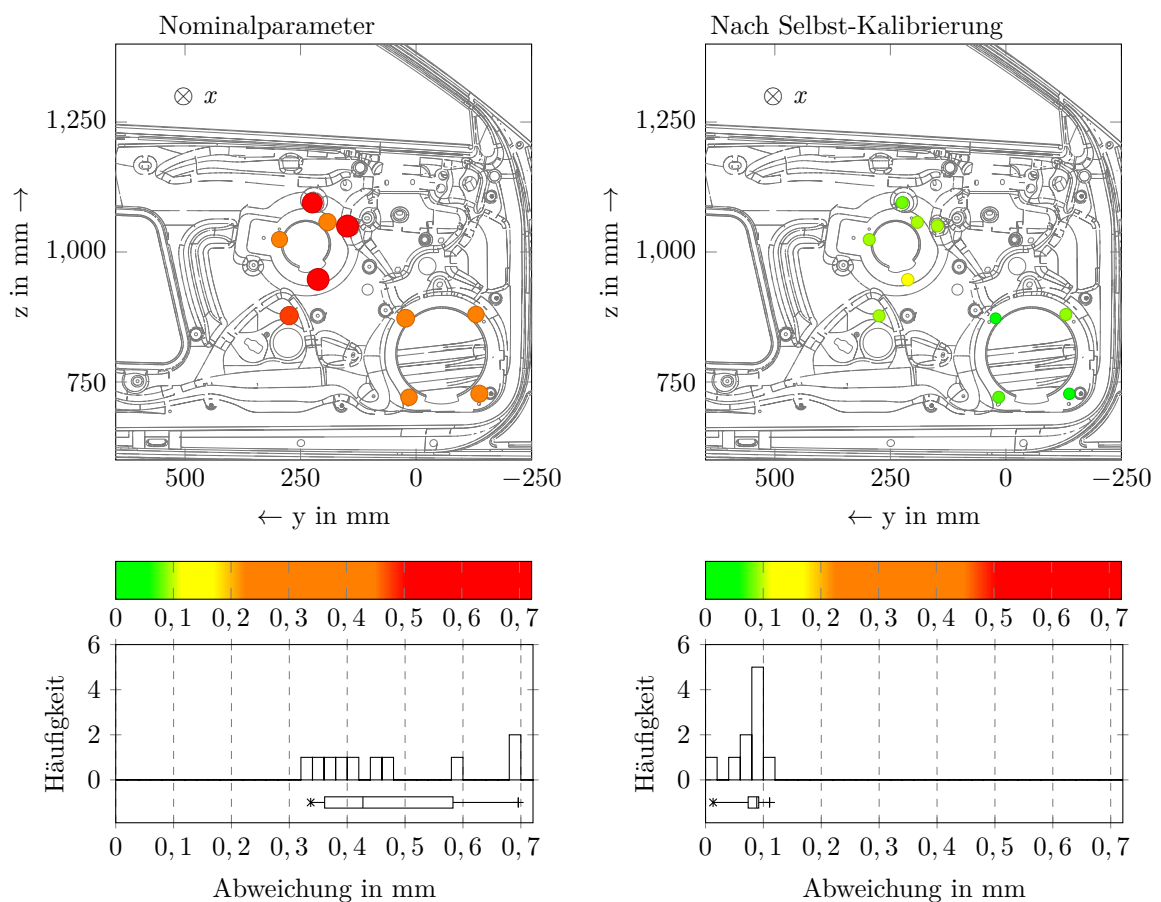 Nominalparameter
Nach Selbst-Kalibrierung
x
x
1,250
1,000
750
z in mm →
1,250
1,000
750
z in mm →
500 250 0 −250
500 250 0 −250
← y in mm
← y in mm
0 0,1 0,2 0,3 0,4 0,5 0,6 0,7
0 0,1 0,2 0,3 0,4 0,5 0,6 0,7
6
4
2
0
Häufigkeit
6
4
2
0
Häufigkeit
0 0,1 0,2 0,3 0,4 0,5 0,6 0,7
0 0,1 0,2 0,3 0,4 0,5 0,6 0,7
Abweichung in mm
Abweichung in mm